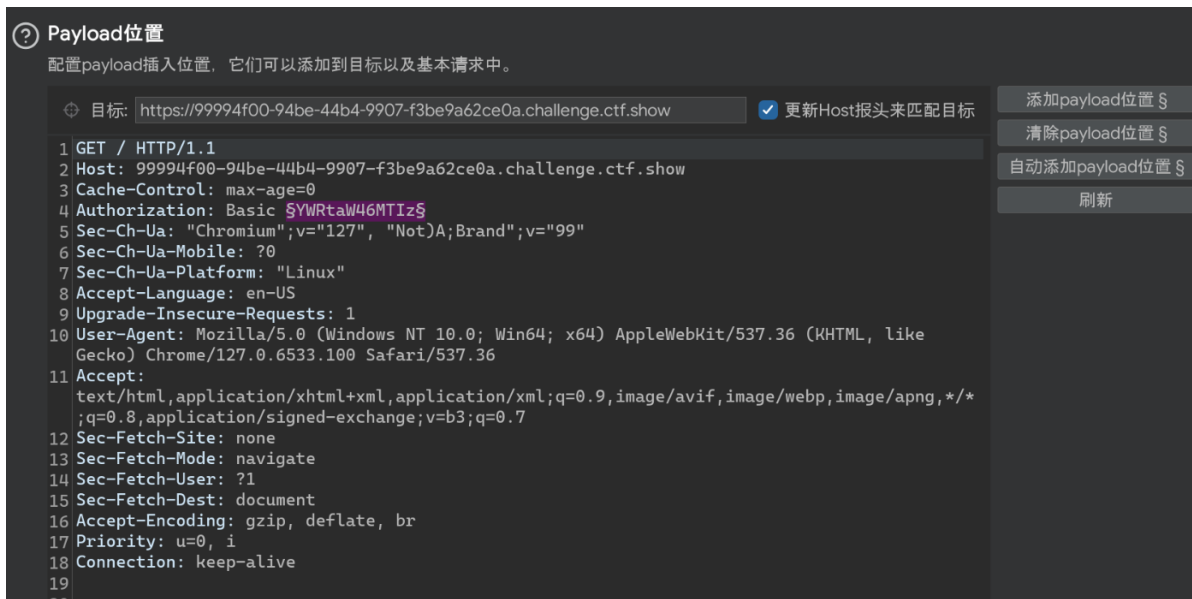 Payload位置
配置payload插入位置，它们可以添加到目标以及基本请求中。
目标: https://99994f00-94be-44b4-9907-f3be9a62ce0a.challenge.ctf.show 更新Host报头来匹配目标
添加payload位置 §
清除payload位置 §
自动添加payload位置 §
刷新
1 GET / HTTP/1.1
2 Host: 99994f00-94be-44b4-9907-f3be9a62ce0a.challenge.ctf.show
3 Cache-Control: max-age=0
4 Authorization: Basic §YWRtaW46MTIz§
5 Sec-Ch-Ua: "Chromium";v="127", "Not)A;Brand";v="99"
6 Sec-Ch-Ua-Mobile: ?0
7 Sec-Ch-Ua-Platform: "Linux"
8 Accept-Language: en-US
9 Upgrade-Insecure-Requests: 1
10 User-Agent: Mozilla/5.0 (Windows NT 10.0; Win64; x64) AppleWebKit/537.36 (KHTML, like
Gecko) Chrome/127.0.6533.100 Safari/537.36
11 Accept:
text/html,application/xhtml+xml,application/xml;q=0.9,image/avif,image/webp,image/apng,*/*
;q=0.8,application/signed-exchange;v=b3;q=0.7
12 Sec-Fetch-Site: none
13 Sec-Fetch-Mode: navigate
14 Sec-Fetch-User: ?1
15 Sec-Fetch-Dest: document
16 Accept-Encoding: gzip, deflate, br
17 Priority: u=0, i
18 Connection: keep-alive
19